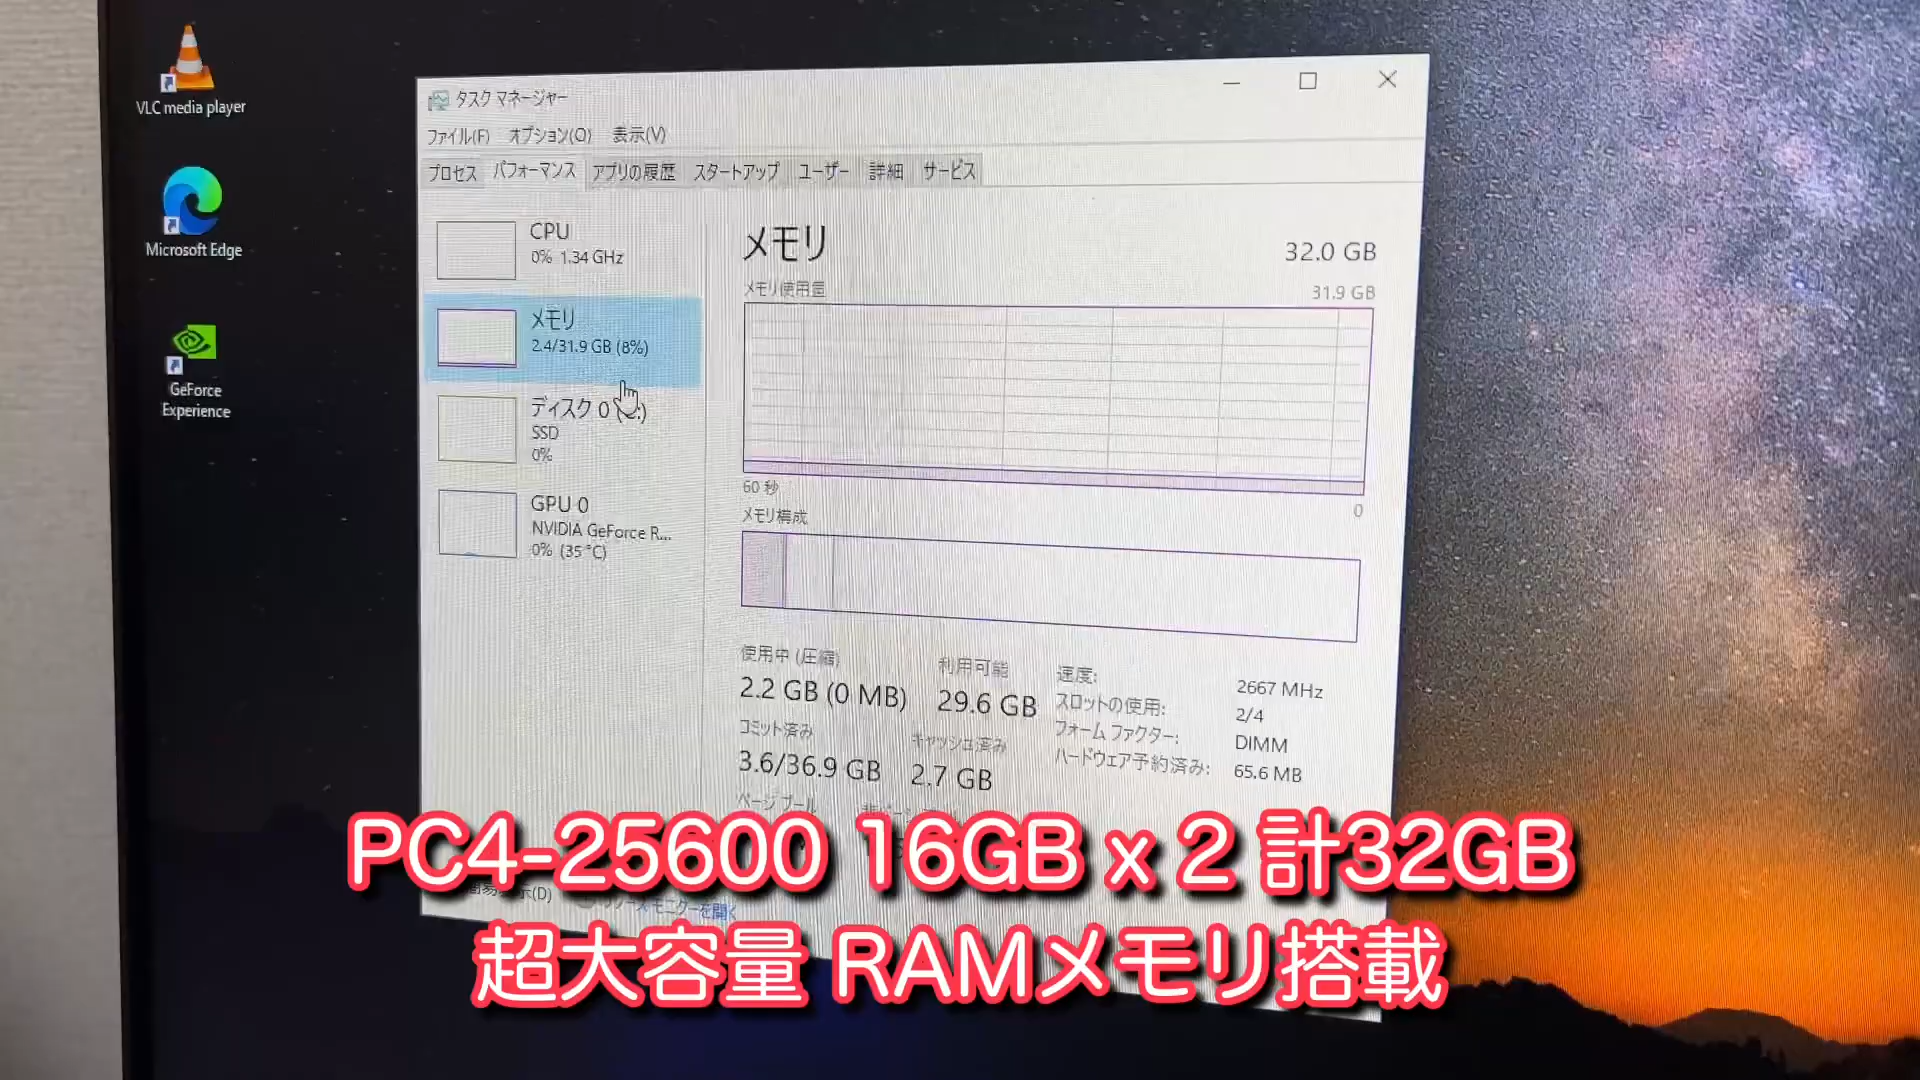 VLC media player
Microsoft Edge
GeForce
Experience
タスク マネージャー
ファイル(F) オプション(O) 表示(V)
プロセス パフォーマンス アプリの履歴 スタートアップ ユーザー 詳細 サービス
CPU
0% 1.34 GHz
メモリ
2.4/31.9 GB (8%)
ディスク 0
SSD
0%
GPU 0
NVIDIA GeForce R...
0% (35 °C)
メモリ 32.0 GB
メモリ使用量 31.9 GB
60 秒 0
メモリ構成
使用中 (圧縮) 利用可能
2.2 GB (0 MB) 29.6 GB
コミット済み キャッシュ済み
3.6/36.9 GB 2.7 GB
ページ プール
速度: 2667 MHz
スロットの使用: 2/4
フォーム ファクター: DIMM
ハードウェア予約済み: 65.6 MB
PC4-25600 16GB x 2 計32GB
超大容量 RAMメモリ搭載